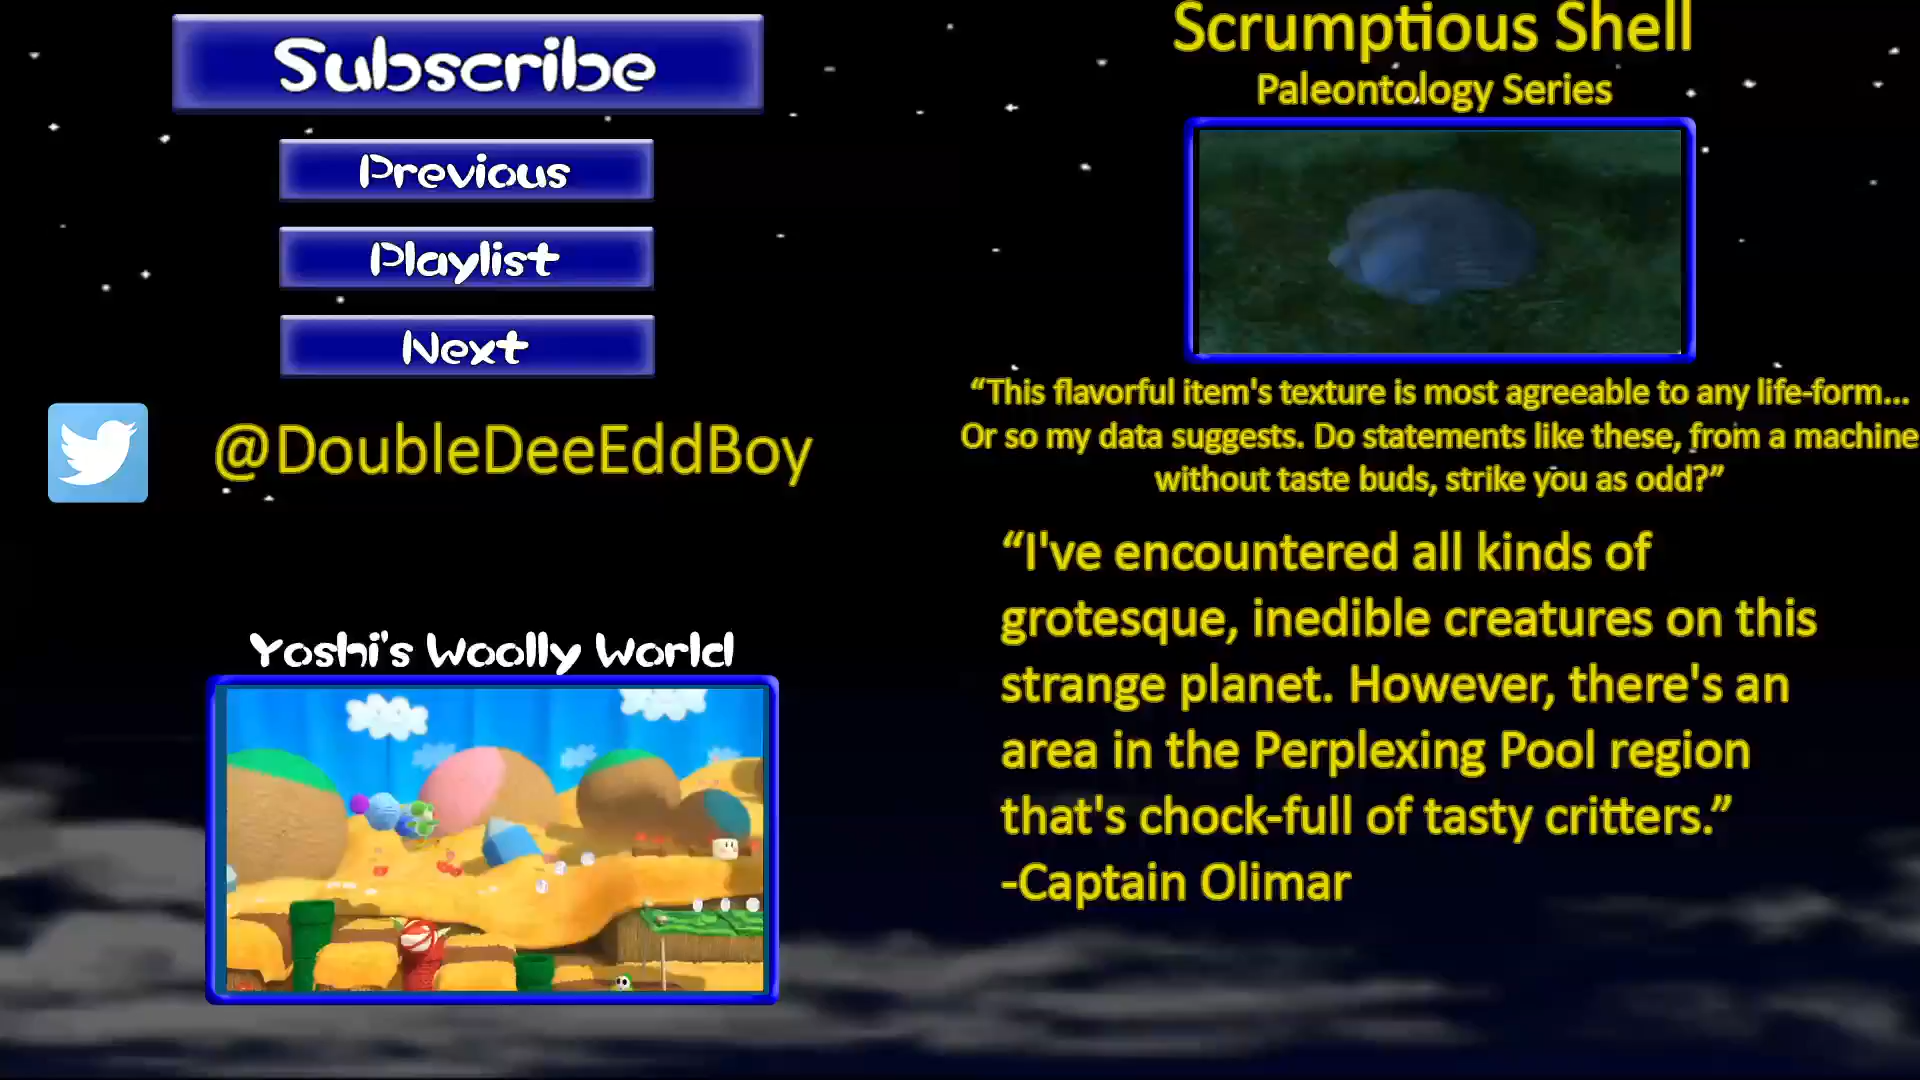 Subscribe
Previous
Playlist
Next
@DoubleDeeEddBoy
Yoshi's Woolly World
Scrumptious Shell
Paleontology Series
“This flavorful item's texture is most agreeable to any life-form...
Or so my data suggests. Do statements like these, from a machine
without taste buds, strike you as odd?”
“I've encountered all kinds of
grotesque, inedible creatures on this
strange planet. However, there's an
area in the Perplexing Pool region
that's chock-full of tasty critters.”
-Captain Olimar